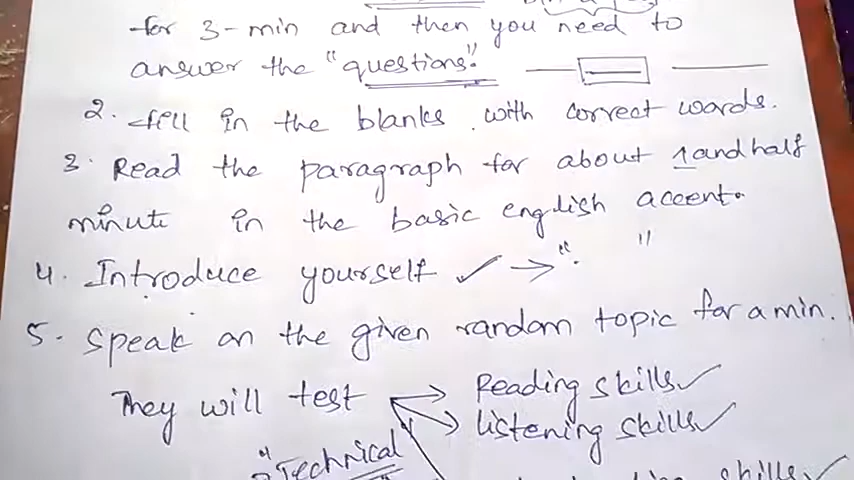 for 3-min and then you need to
answer the "questions".
2. fill in the blanks with correct words.
3. Read the paragraph for about 1 and half
minute in the basic english accent.
4. Introduce yourself ✓ → " . "
5. Speak on the given random topic for a min.
They will test → Reading skills ✓
→ listening skills ✓
"Technical
skills ✓